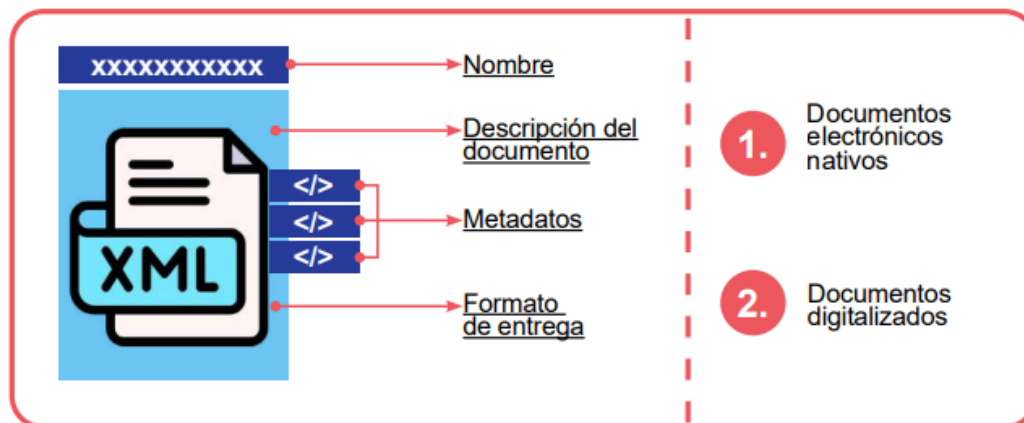 xxxxxxxxxxx
Nombre
Descripción del
documento
</>
</>
</>
Metadatos
XML
Formato
de entrega
1.
Documentos
electrónicos
nativos
2.
Documentos
digitalizados